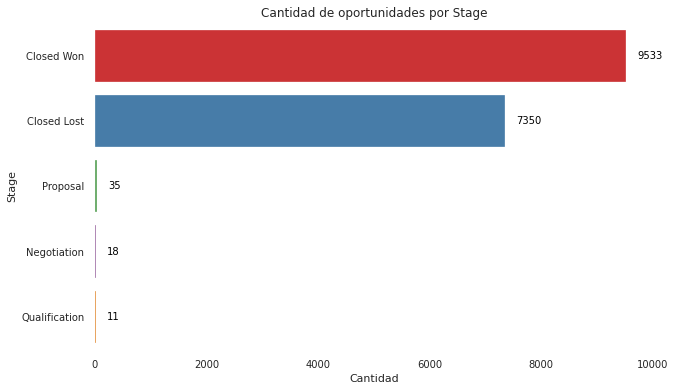 Cantidad de oportunidades por Stage
Closed Won 9533
Closed Lost 7350
Proposal 35
Negotiation 18
Qualification 11
Stage
0 2000 4000 6000 8000 10000
Cantidad